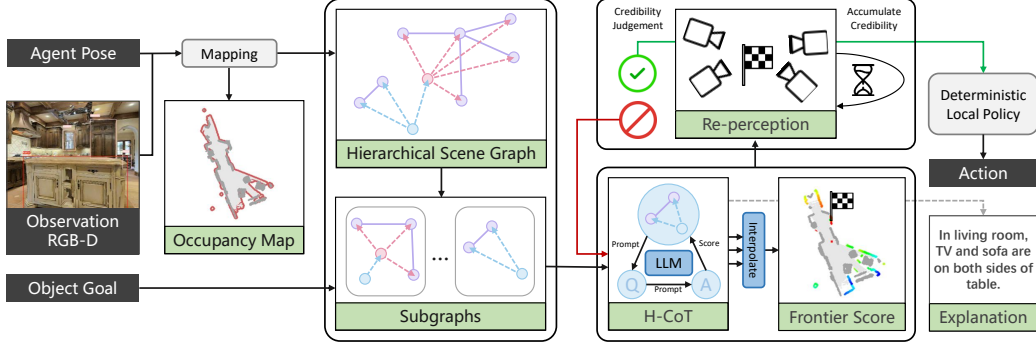 Agent Pose
Mapping
Observation
RGB-D
Occupancy Map
Object Goal
Hierarchical Scene Graph
...
Subgraphs
Credibility
Judgement
Accumulate
Credibility
Re-perception
Deterministic
Local Policy
Action
Prompt
Score
LLM
Q
Prompt
A
H-CoT
Interpolate
Frontier Score
In living room,
TV and sofa are
on both sides of
table.
Explanation